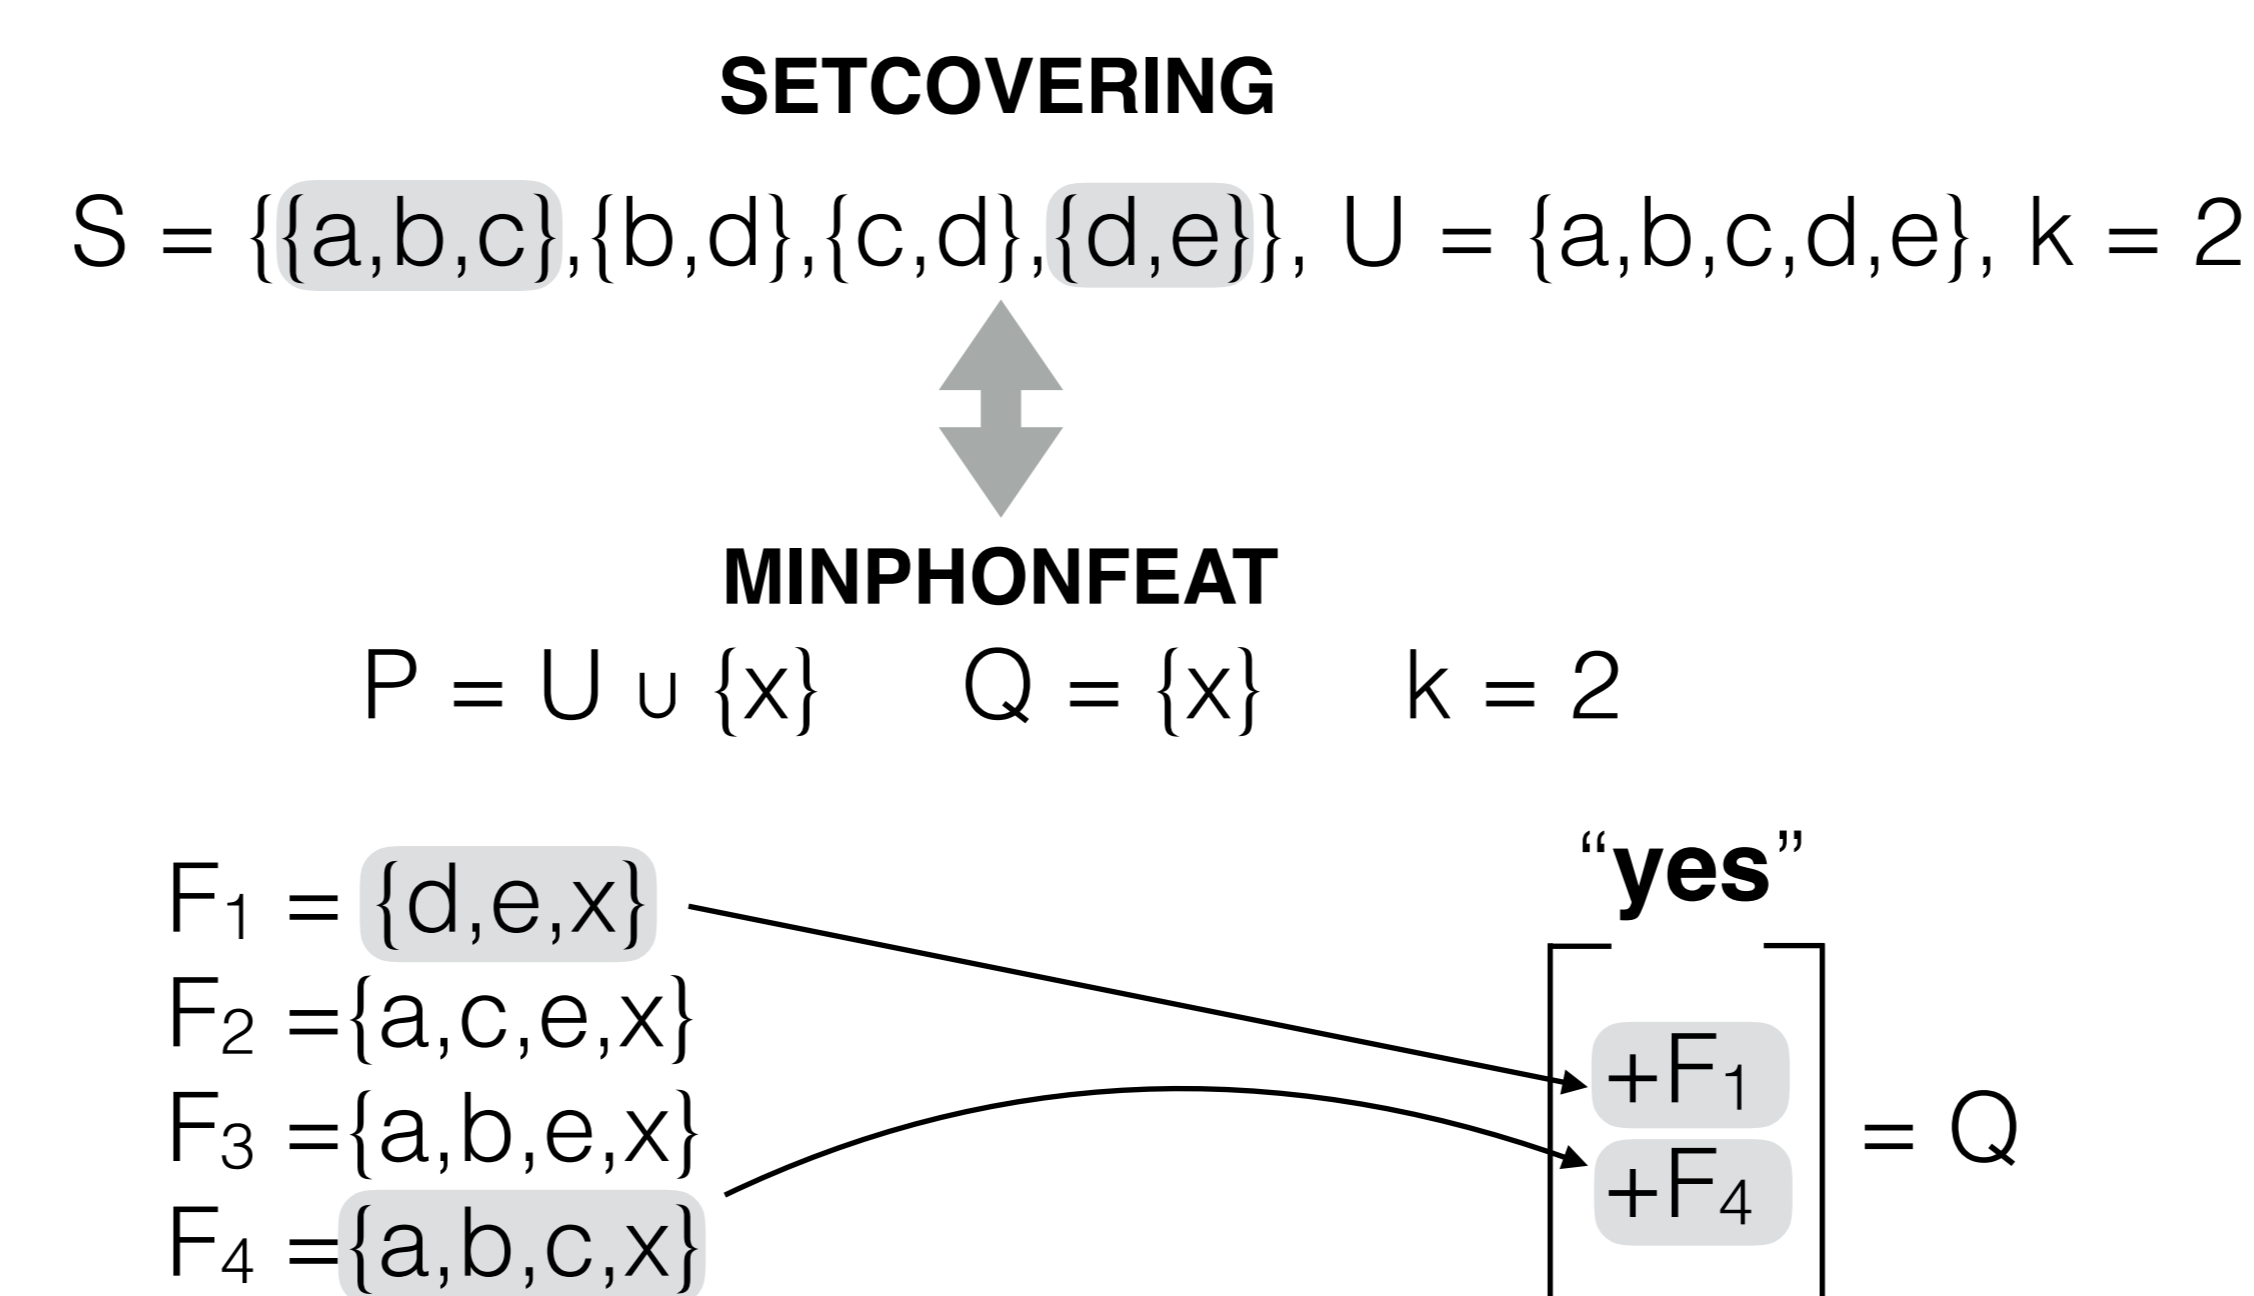 SETCOVERING
S = {{a,b,c},{b,d},{c,d},{d,e}}, U = {a,b,c,d,e}, k = 2
MINPHONFEAT
P = U ∪ {x} Q = {x} k = 2
“yes”
F₁ = {d,e,x}
F₂ ={a,c,e,x}
F₃ ={a,b,e,x}
F₄ ={a,b,c,x}
+F₁
+F₄
= Q